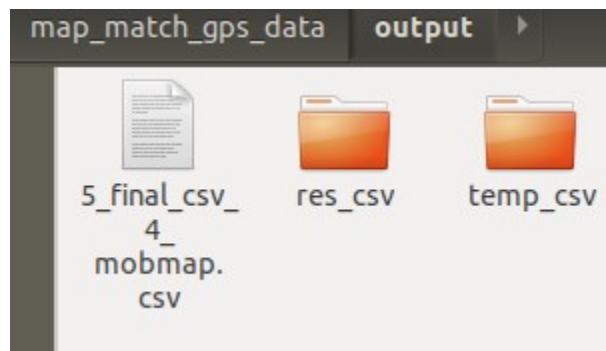 map_match_gps_data output
5_final_csv_
4_
mobmap.
csv
res_csv
temp_csv